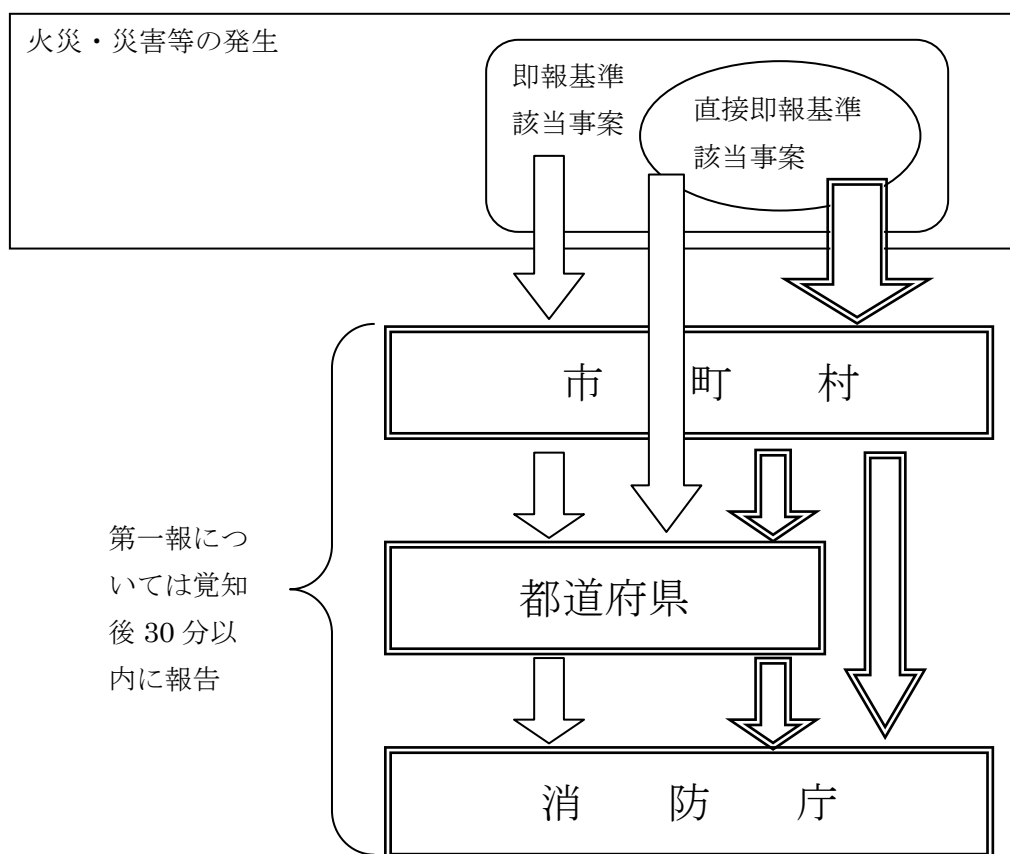 火災・災害等の発生
即報基準
該当事案
直接即報基準
該当事案
市町村
都道府県
第一報につ
いては覚知
後 30 分以
内に報告
消防庁